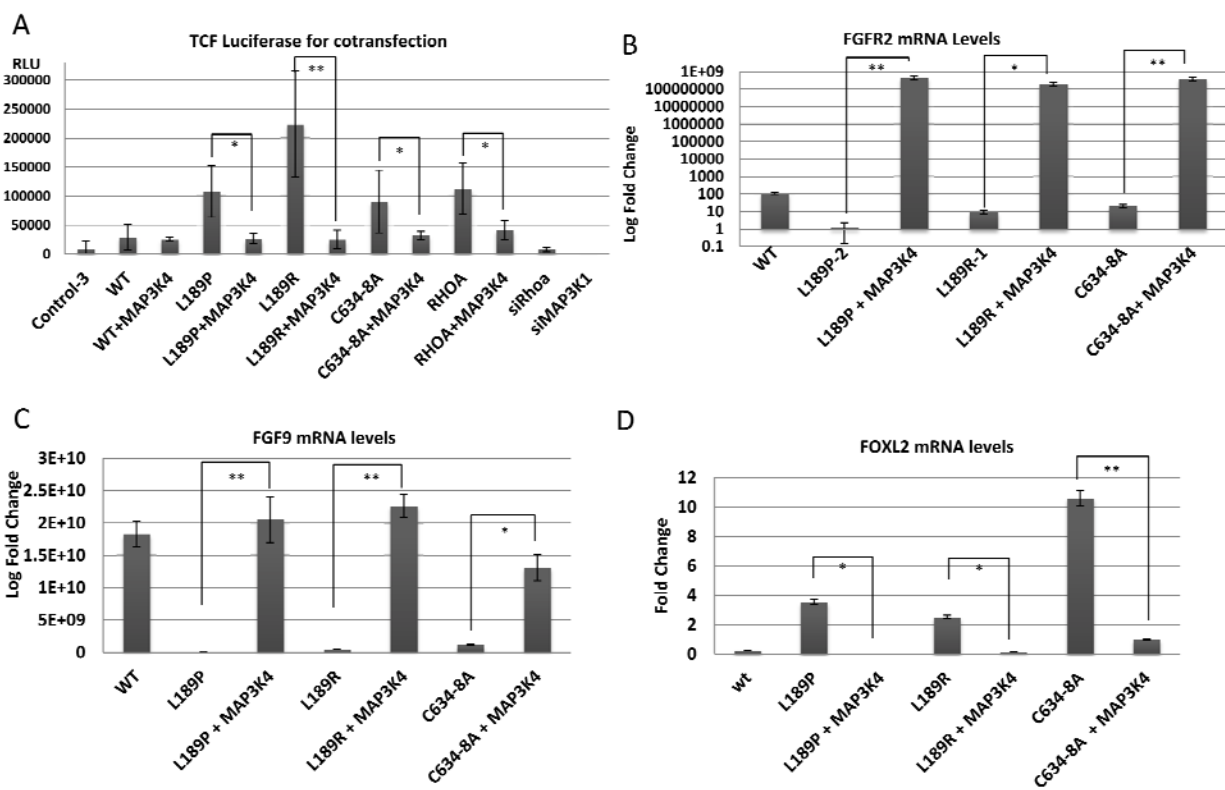 A
TCF Luciferase for cotransfection
RLU
300000
250000
200000
150000
100000
50000
0
**
*
*
*
Control-3
WT
WT+MAP3K4
L189P
L189P+MAP3K4
L189R
L189R+MAP3K4
C634-8A
C634-8A+MAP3K4
RHOA
RHOA+MAP3K4
siRhoa
siMAP3K1
B
FGFR2 mRNA Levels
Log Fold Change
1E+09
100000000
10000000
1000000
100000
10000
1000
100
10
1
0.1
**
*
**
WT
L189P-2
L189P + MAP3K4
L189R-1
L189R + MAP3K4
C634-8A
C634-8A+ MAP3K4
C
FGF9 mRNA levels
Log Fold Change
3E+10
2.5E+10
2E+10
1.5E+10
1E+10
5E+09
0
**
**
*
WT
L189P
L189P + MAP3K4
L189R
L189R + MAP3K4
C634-8A
C634-8A + MAP3K4
D
FOXL2 mRNA levels
Fold Change
12
10
8
6
4
2
0
*
*
**
wt
L189P
L189P + MAP3K4
L189R
L189R + MAP3K4
C634-8A
C634-8A + MAP3K4